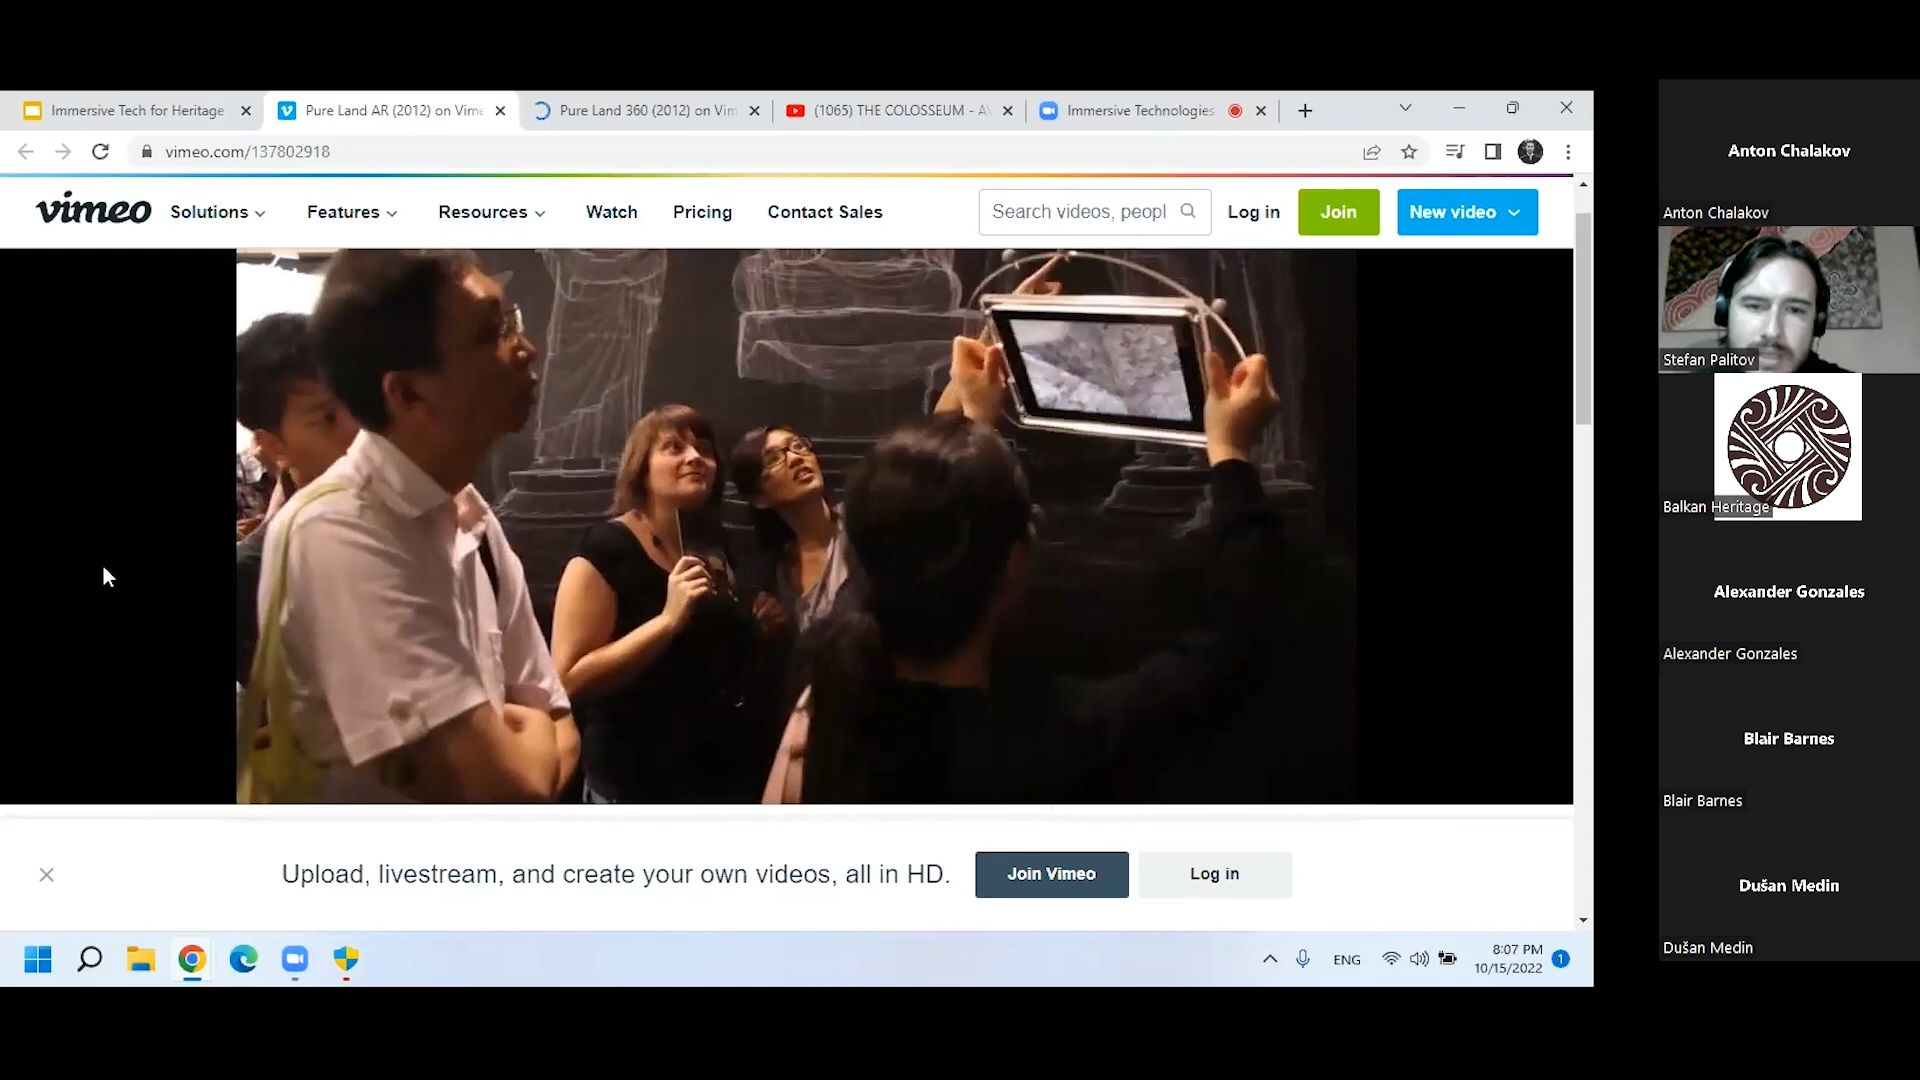 Immersive Tech for Heritage
Pure Land AR (2012) on Vime
Pure Land 360 (2012) on Vim
(1065) THE COLOSSEUM - AV
Immersive Technologies
vimeo.com/137802918
vimeo
Solutions
Features
Resources
Watch
Pricing
Contact Sales
Search videos, peopl
Log in
Join
New video
Upload, livestream, and create your own videos, all in HD.
Join Vimeo
Log in
ENG
8:07 PM
10/15/2022
1
Anton Chalakov
Anton Chalakov
Stefan Palitov
Balkan Heritage
Alexander Gonzales
Alexander Gonzales
Blair Barnes
Blair Barnes
Dušan Medin
Dušan Medin